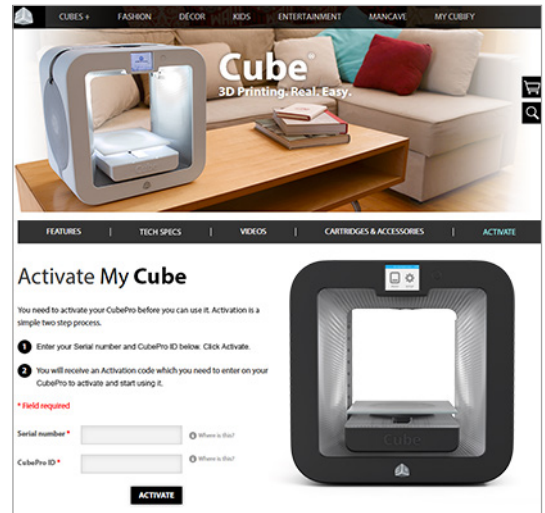 CUBES + FASHION DÉCOR KIDS ENTERTAINMENT MANCAVE MY CUBIFY
Cube™
3D Printing. Real. Easy.
FEATURES | TECH SPECS | VIDEOS | CARTRIDGES & ACCESSORIES | ACTIVATE
Activate My Cube
You need to activate your CubePro before you can use it. Activation is a
simple two step process.
1 Enter your Serial number and CubePro ID below. Click Activate.
2 You will receive an Activation code which you need to enter on your
CubePro to activate and start using it.
* Field required
Serial number * Where is this?
CubePro ID * Where is this?
ACTIVATE
Cube